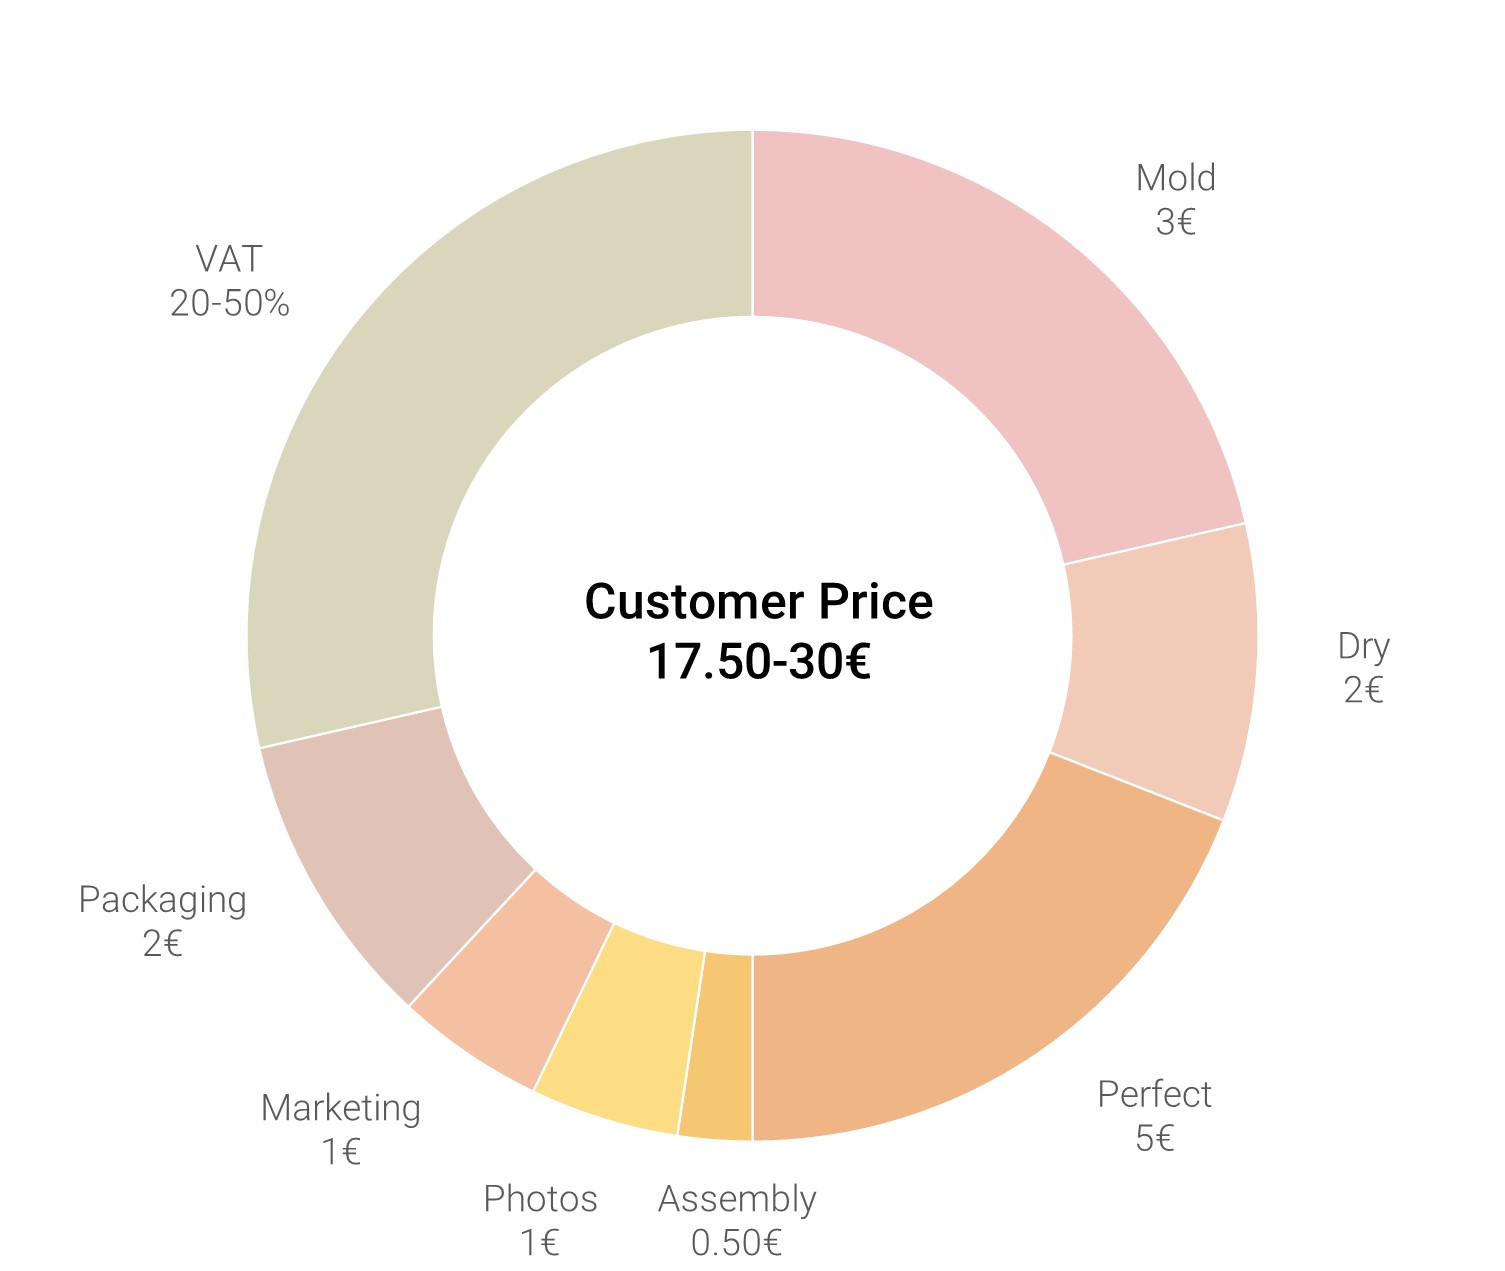 Mold
3€
VAT
20-50%
Customer Price
17.50-30€
Dry
2€
Packaging
2€
Perfect
5€
Marketing
1€
Photos
1€
Assembly
0.50€